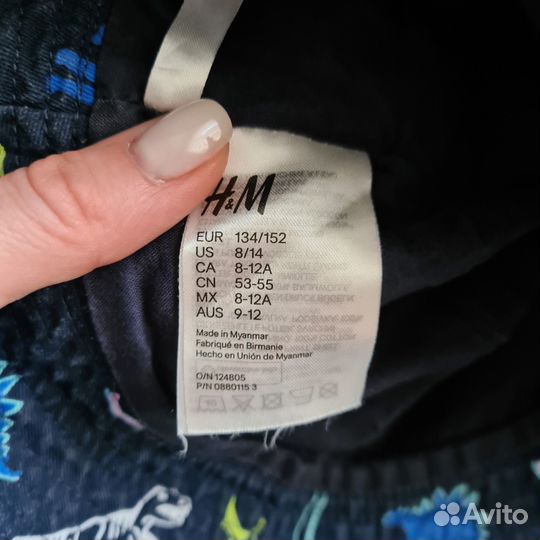 H&M
EUR 134/152
US 8/14
CA 8-12A
CN 53-55
MX 8-12A
AUS 9-12
Made in Myanmar
Fabriqué en Birmanie
Hecho en Unión de Myanmar
O/N 124805
P/N 0880115 3
Avito